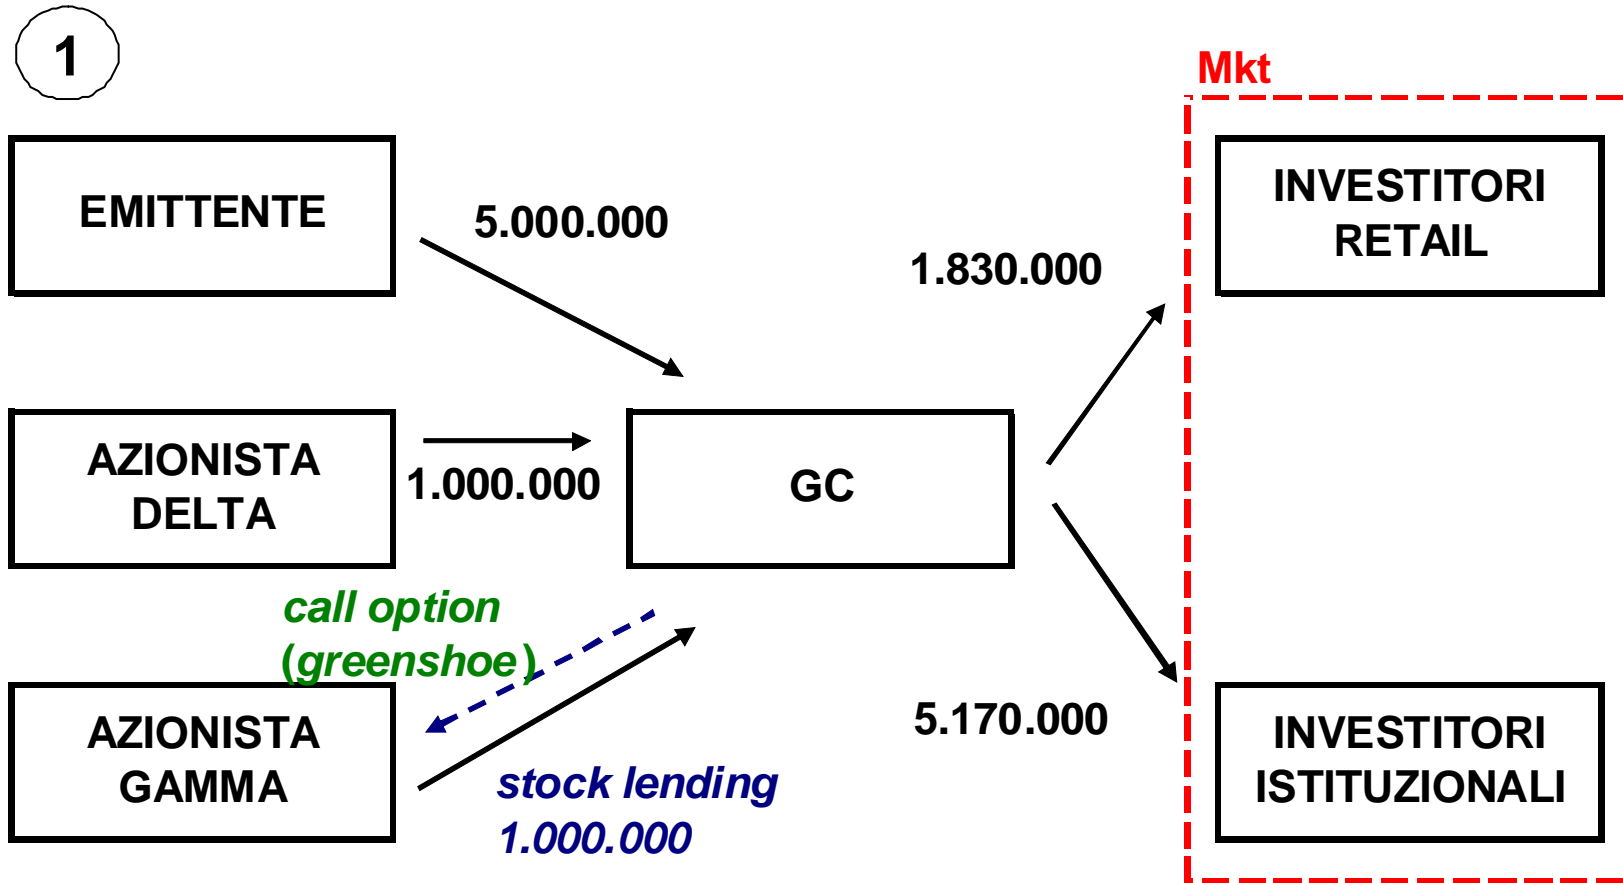 1
Mkt
EMITTENTE
5.000.000
1.830.000
INVESTITORI
RETAIL
AZIONISTA
DELTA
1.000.000
GC
call option
(greenshoe)
AZIONISTA
GAMMA
stock lending
1.000.000
5.170.000
INVESTITORI
ISTITUZIONALI